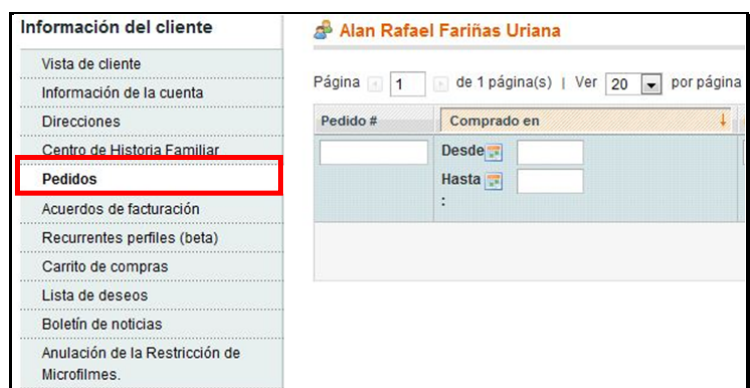 Información del cliente
Vista de cliente
Información de la cuenta
Direcciones
Centro de Historia Familiar
Pedidos
Acuerdos de facturación
Recurrentes perfiles (beta)
Carrito de compras
Lista de deseos
Boletín de noticias
Anulación de la Restricción de
Microfilmes.
Alan Rafael Fariñas Uriana
Página 1 de 1 página(s) | Ver 20 por página
Pedido # Comprado en
Desde
Hasta
: